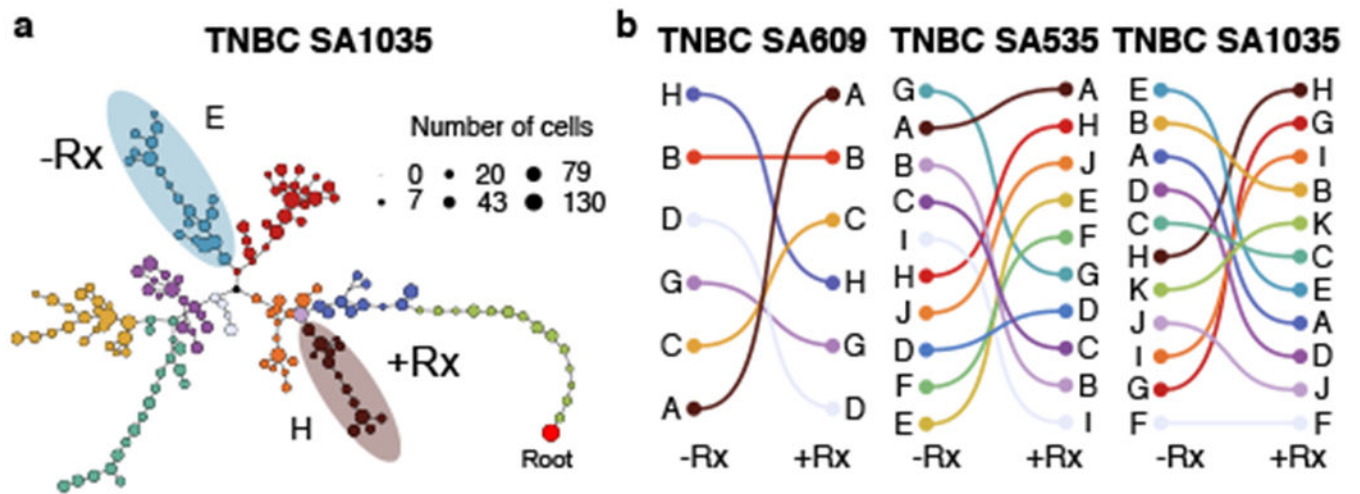 a
TNBC SA1035
E
-Rx
Number of cells
0 20 79
7 43 130
+Rx
H
Root
b
TNBC SA609
H A
B B
D C
G H
C G
A D
-Rx +Rx
TNBC SA535
G A
A H
B J
C E
I F
H G
J D
D C
F B
E I
-Rx +Rx
TNBC SA1035
E H
B G
A I
D B
C K
H C
K E
J A
I D
G J
F F
-Rx +Rx